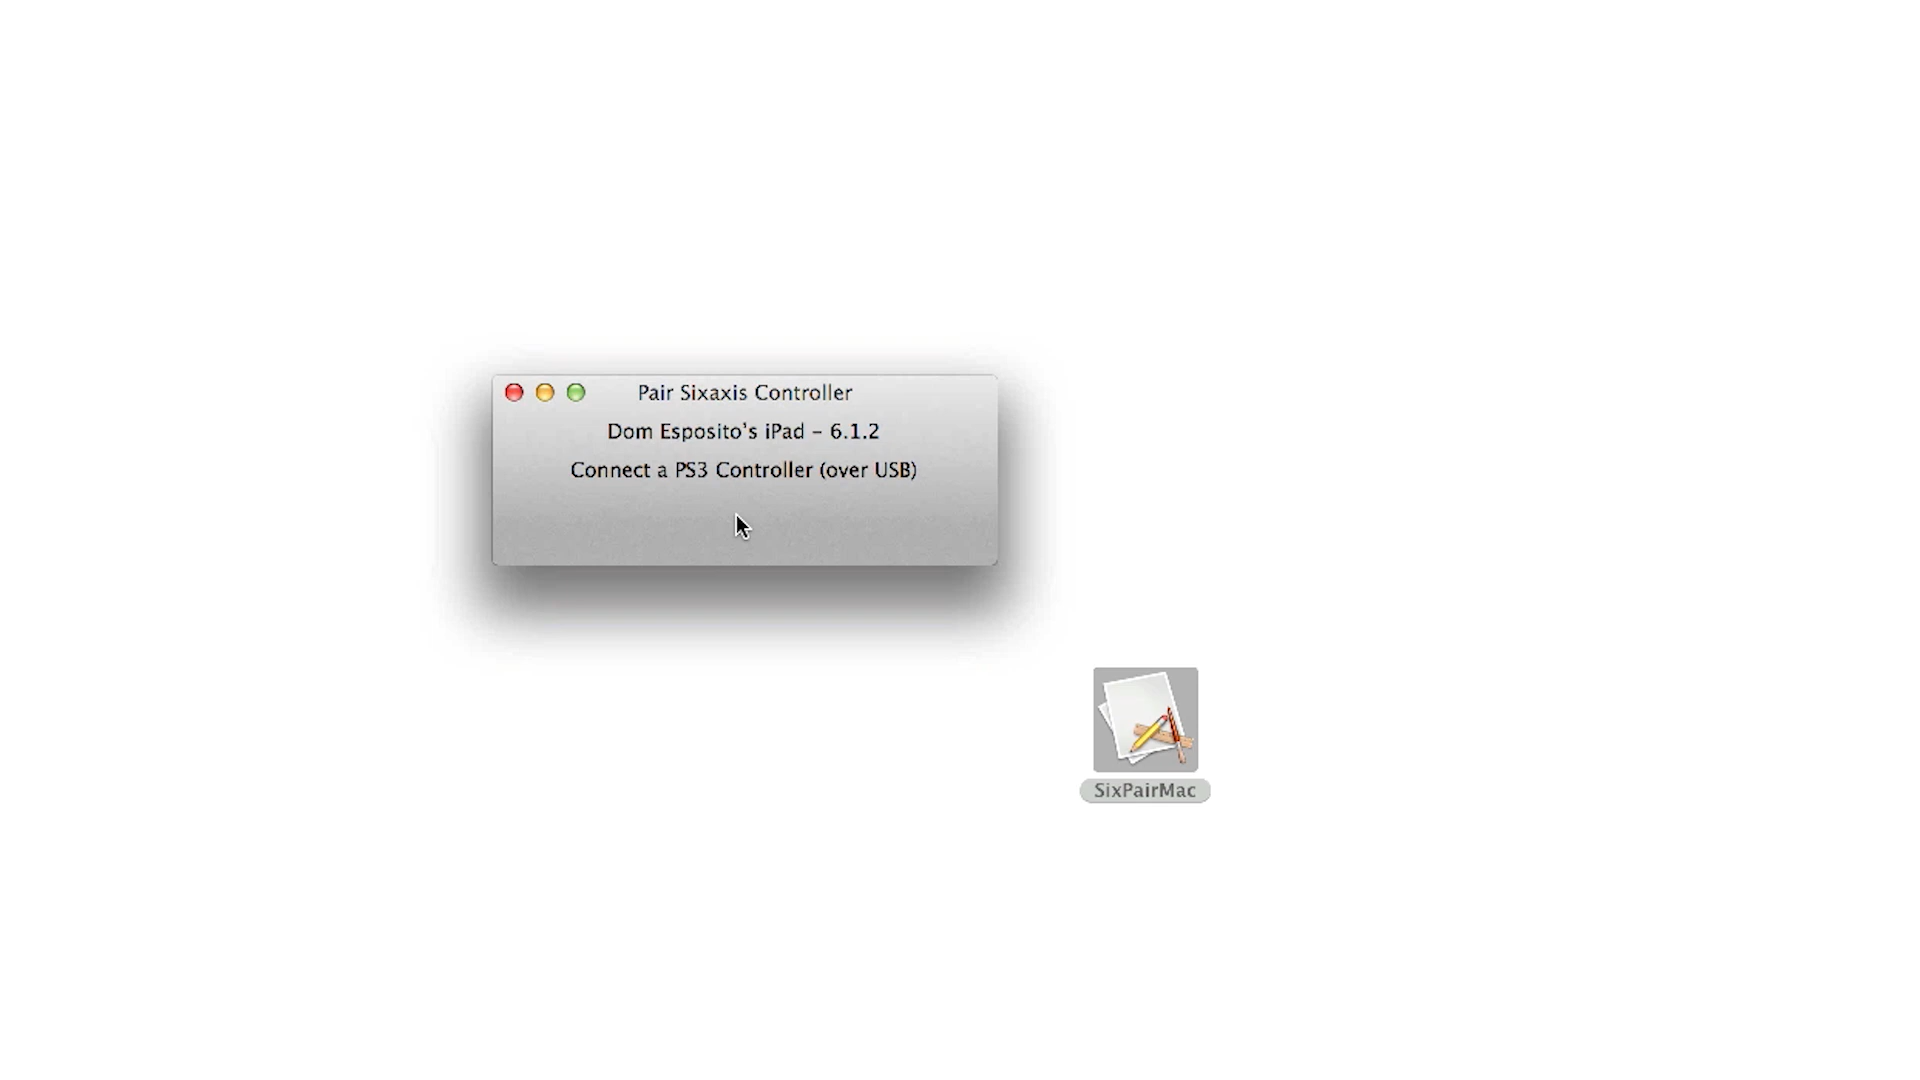 Pair Sixaxis Controller
Dom Esposito's iPad – 6.1.2
Connect a PS3 Controller (over USB)
SixPairMac